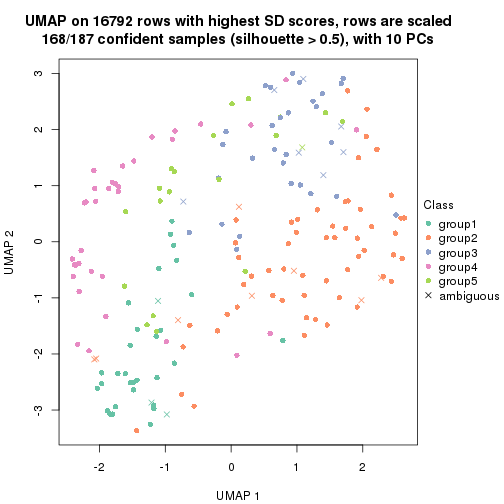 UMAP on 16792 rows with highest SD scores, rows are scaled
168/187 confident samples (silhouette > 0.5), with 10 PCs
3
2
1
0
-1
-2
-3
UMAP 2
-2
-1
0
1
2
UMAP 1
Class
group1
group2
group3
group4
group5
ambiguous